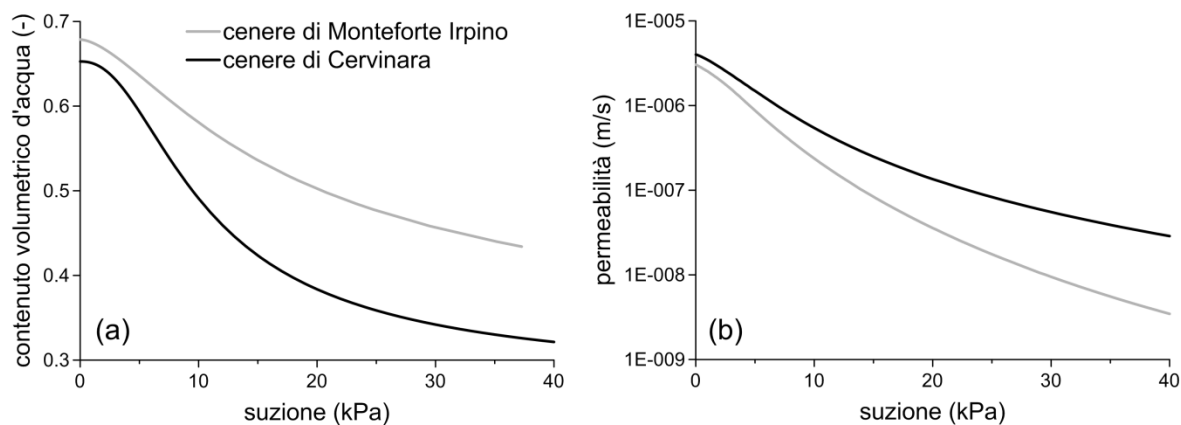 contenuto volumetrico d'acqua (-)
0.7
0.6
0.5
0.4
0.3
cenere di Monteforte Irpino
cenere di Cervinara
(a)
0 10 20 30 40
suzione (kPa)
permeabilità (m/s)
1E-005
1E-006
1E-007
1E-008
1E-009
(b)
0 10 20 30 40
suzione (kPa)